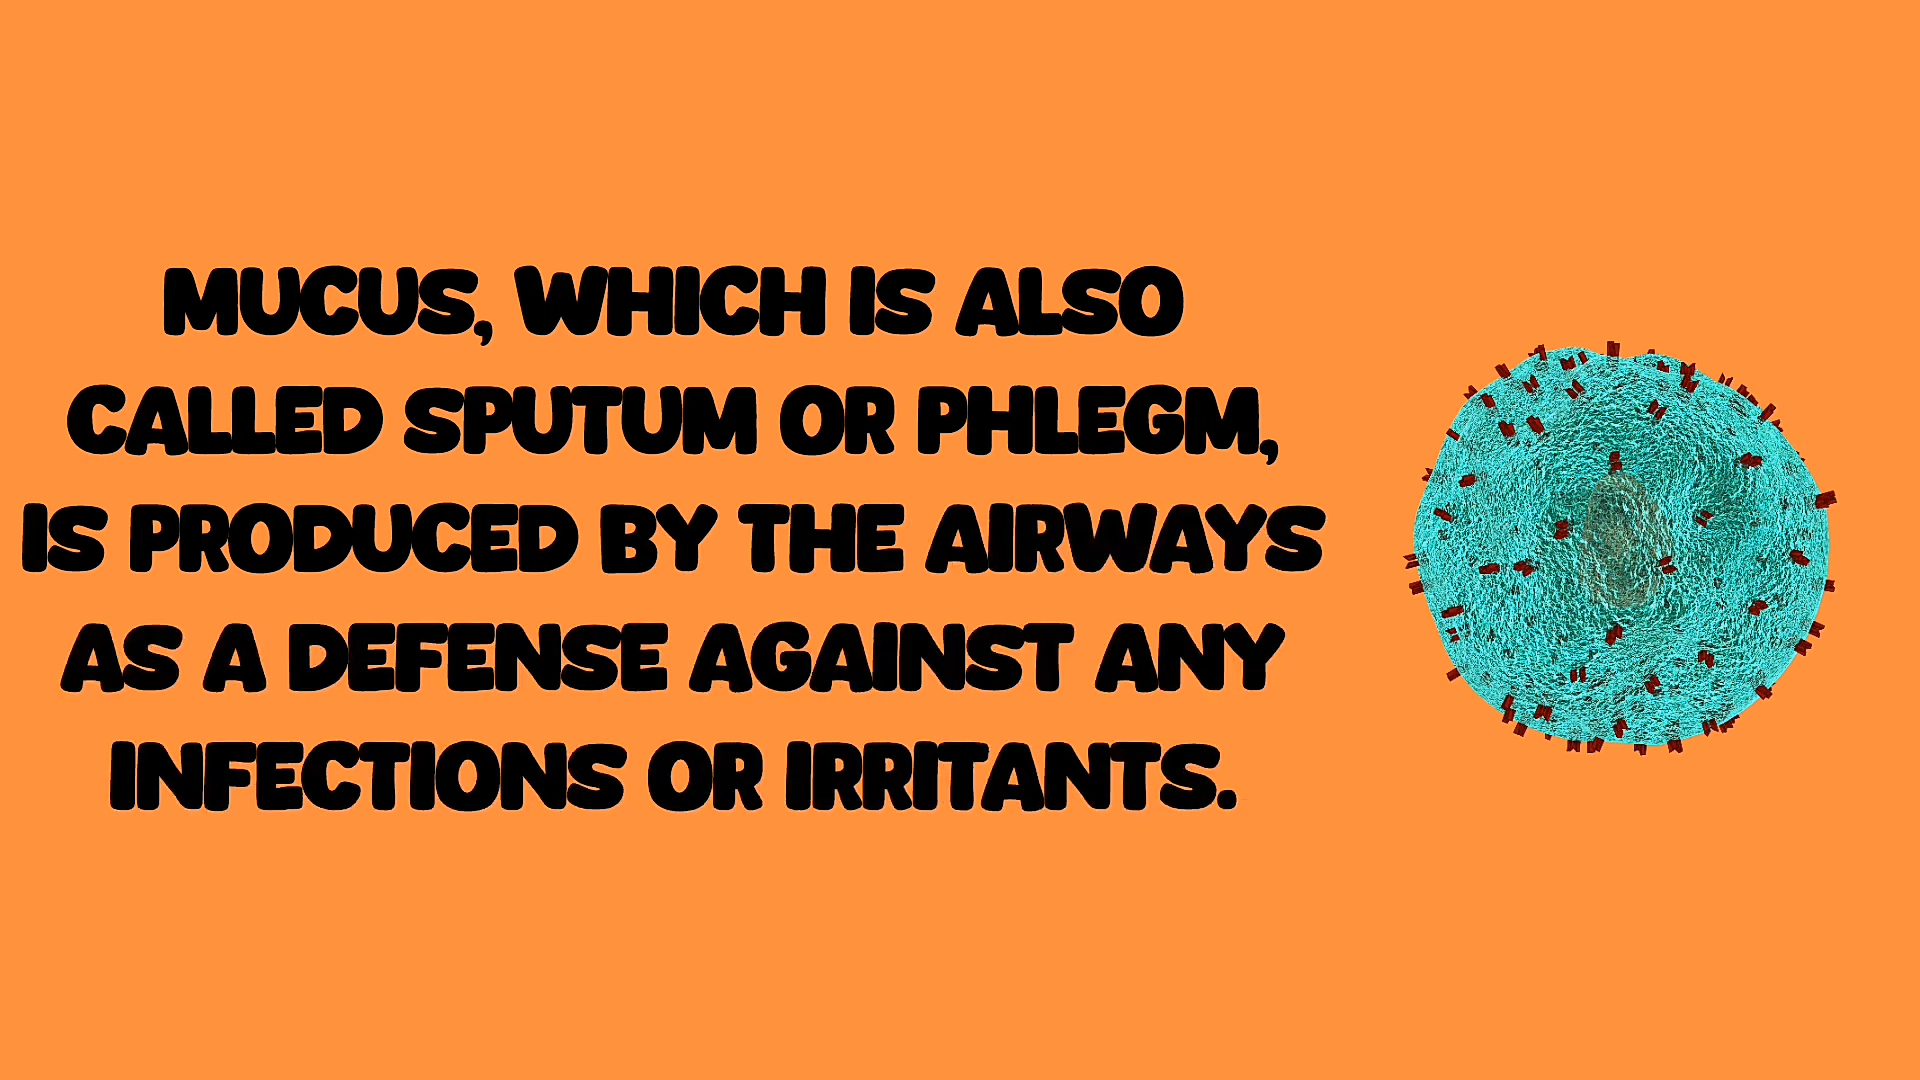 MUCUS, WHICH IS ALSO
CALLED SPUTUM OR PHLEGM,
IS PRODUCED BY THE AIRWAYS
AS A DEFENSE AGAINST ANY
INFECTIONS OR IRRITANTS.